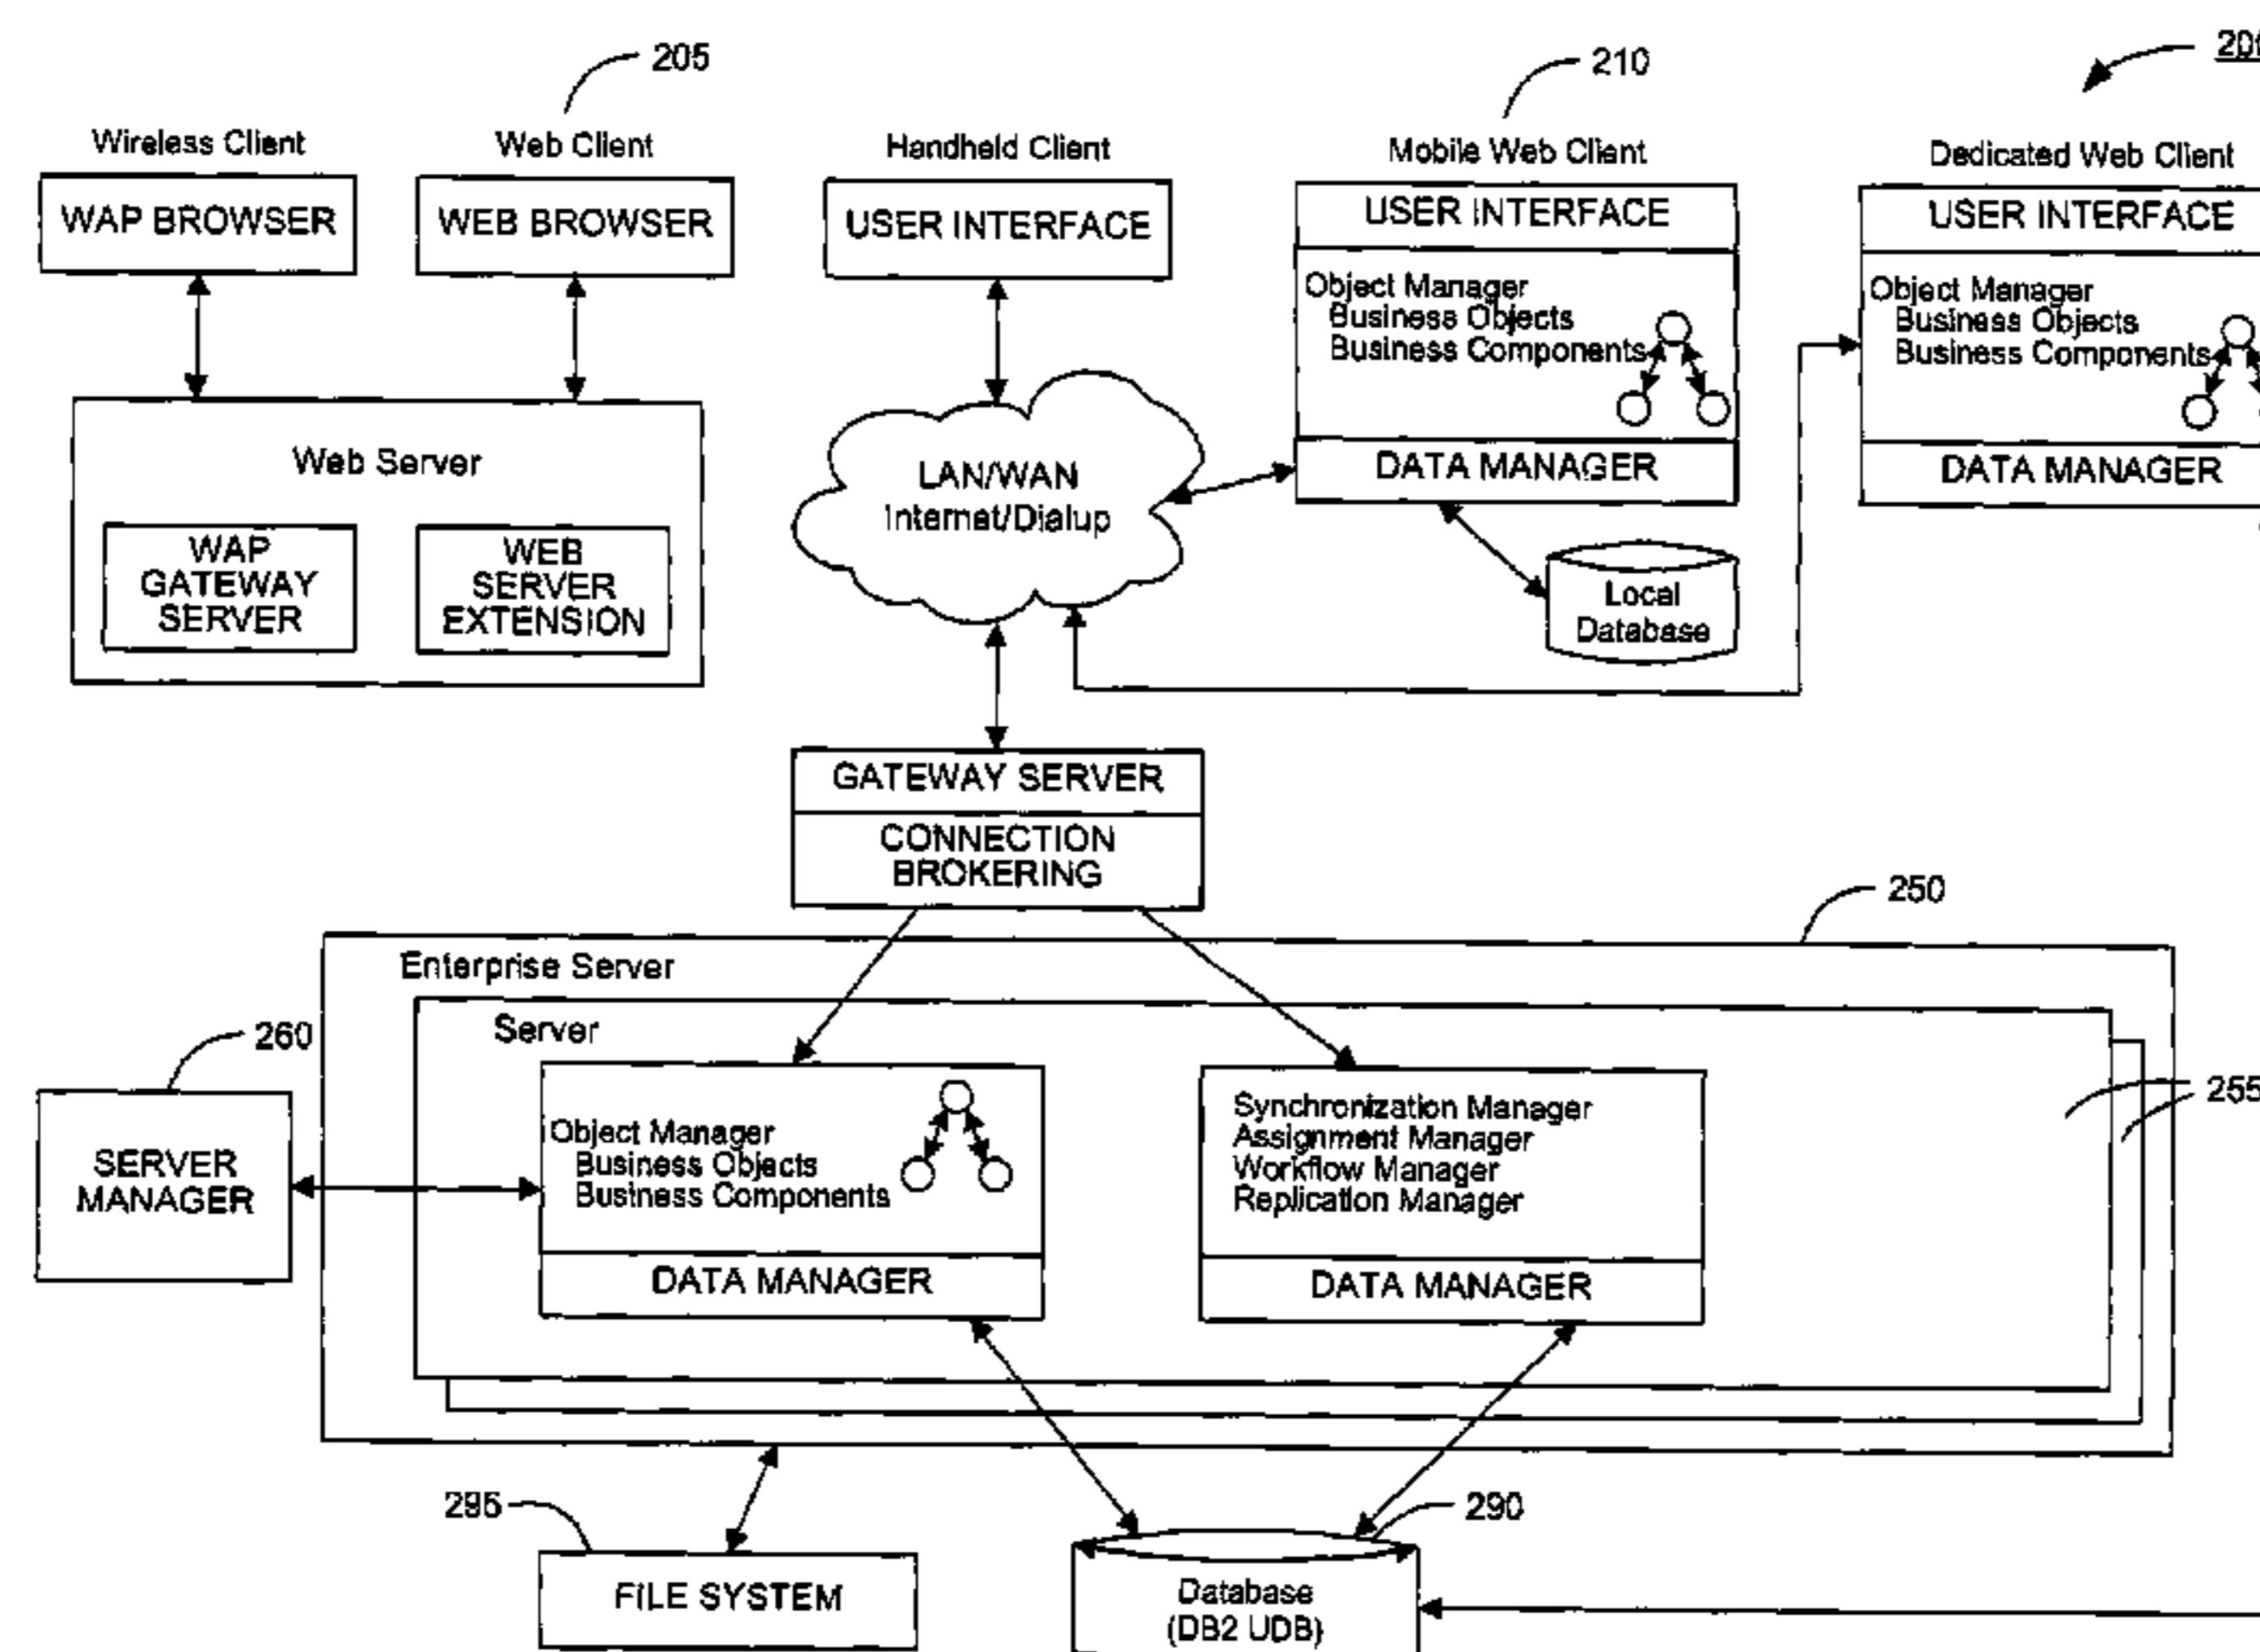 205
210
Wireless Client
Web Client
Handheld Client
Mobile Web Client
Dedicated Web Client
WAP BROWSER
WEB BROWSER
USER INTERFACE
USER INTERFACE
USER INTERFACE
Object Manager
Business Objects
Business Components
Object Manager
Business Objects
Business Components
DATA MANAGER
DATA MANAGER
Web Server
WAP
GATEWAY
SERVER
WEB
SERVER
EXTENSION
LAN/WAN
Internet/Dialup
Local
Database
GATEWAY SERVER
CONNECTION
BROKERING
250
Enterprise Server
Server
260
SERVER
MANAGER
Object Manager
Business Objects
Business Components
DATA MANAGER
Synchronization Manager
Assignment Manager
Workflow Manager
Replication Manager
DATA MANAGER
255
295
FILE SYSTEM
290
Database
(DB2 UDB)